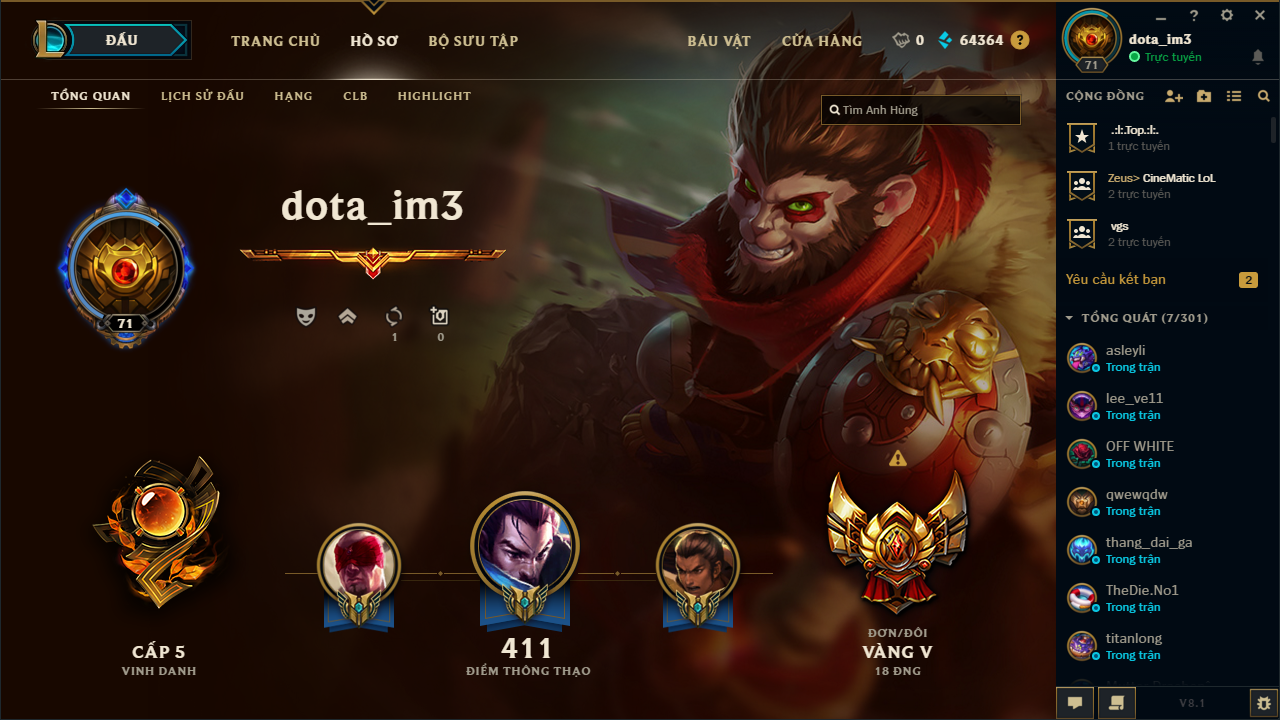 ĐẤU
TRANG CHỦ
HỒ SƠ
BỘ SƯU TẬP
BÁU VẬT
CỬA HÀNG
0
64364
?
TỔNG QUAN
LỊCH SỬ ĐẤU
HẠNG
CLB
HIGHLIGHT
Tìm Anh Hùng
dota_im3
71
1
0
CẤP 5
VINH DANH
411
ĐIỂM THÔNG THẠO
ĐƠN/ĐÔI
VÀNG V
18 ĐNG
?
71
dota_im3
Trực tuyến
CỘNG ĐỒNG
.:I:.Top.:I:.
1 trực tuyến
Zeus> CineMatic LoL
2 trực tuyến
vgs
2 trực tuyến
Yêu cầu kết bạn
2
TỔNG QUÁT (7/301)
asleyli
Trong trận
lee_ve11
Trong trận
OFF WHITE
Trong trận
qwewqdw
Trong trận
thang_dai_ga
Trong trận
TheDie.No1
Trong trận
titanlong
Trong trận
V8.1